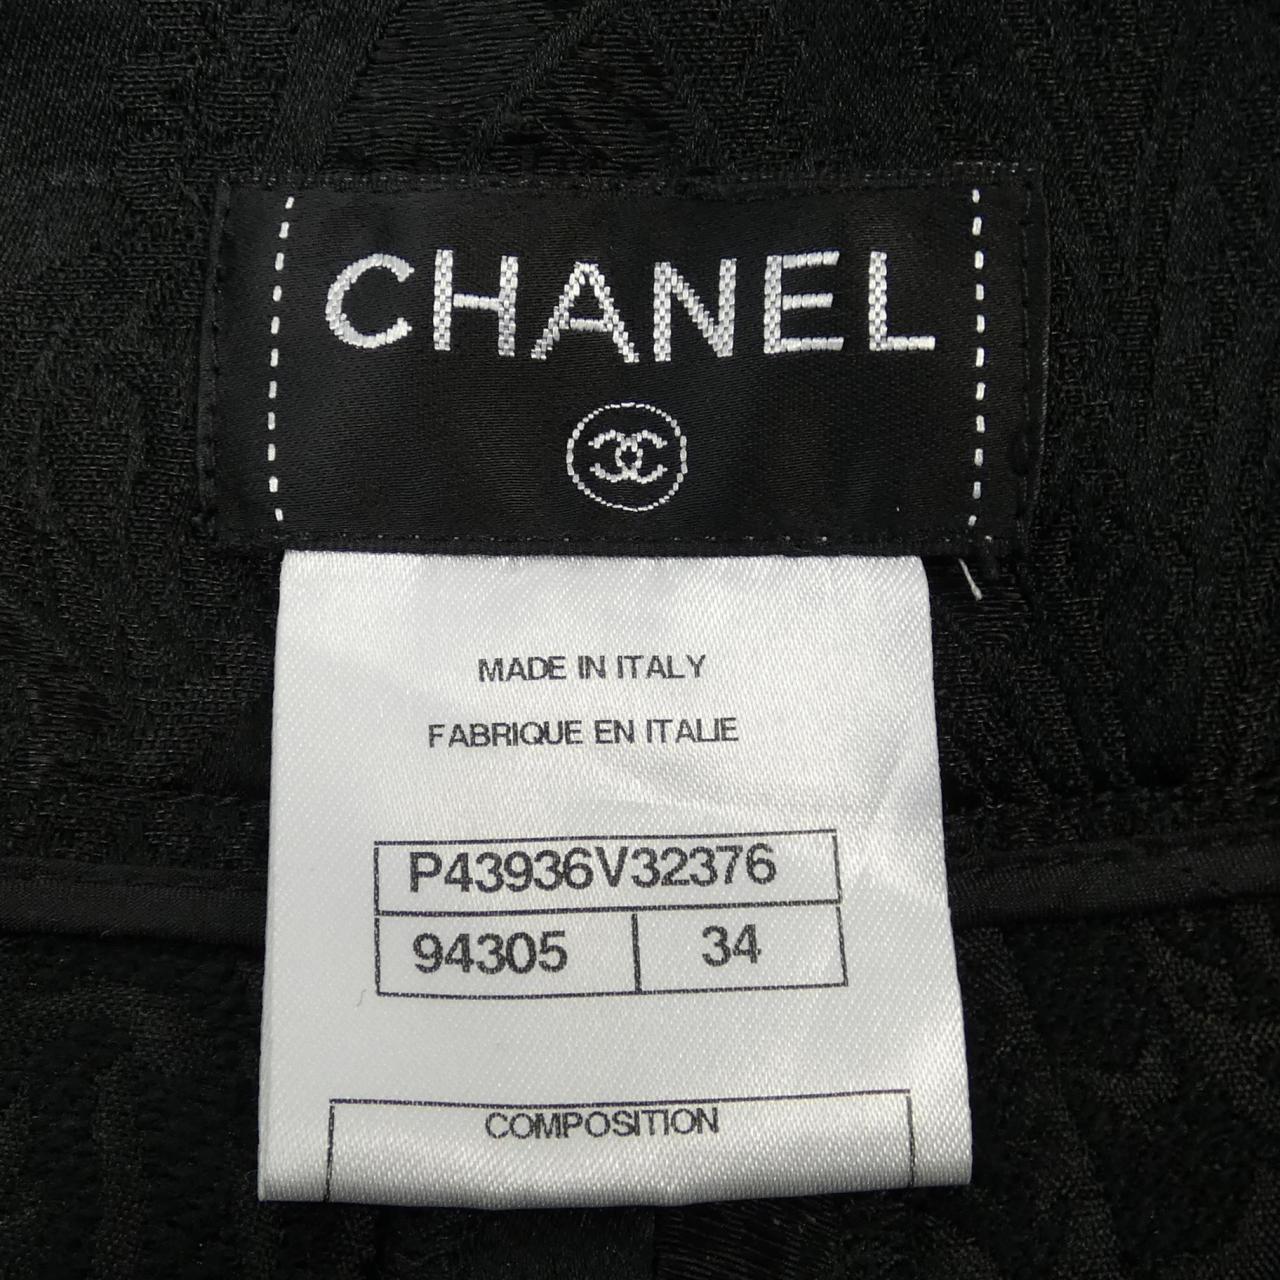 CHANEL
MADE IN ITALY
FABRIQUE EN ITALIE
P43936V32376
94305 34
COMPOSITION